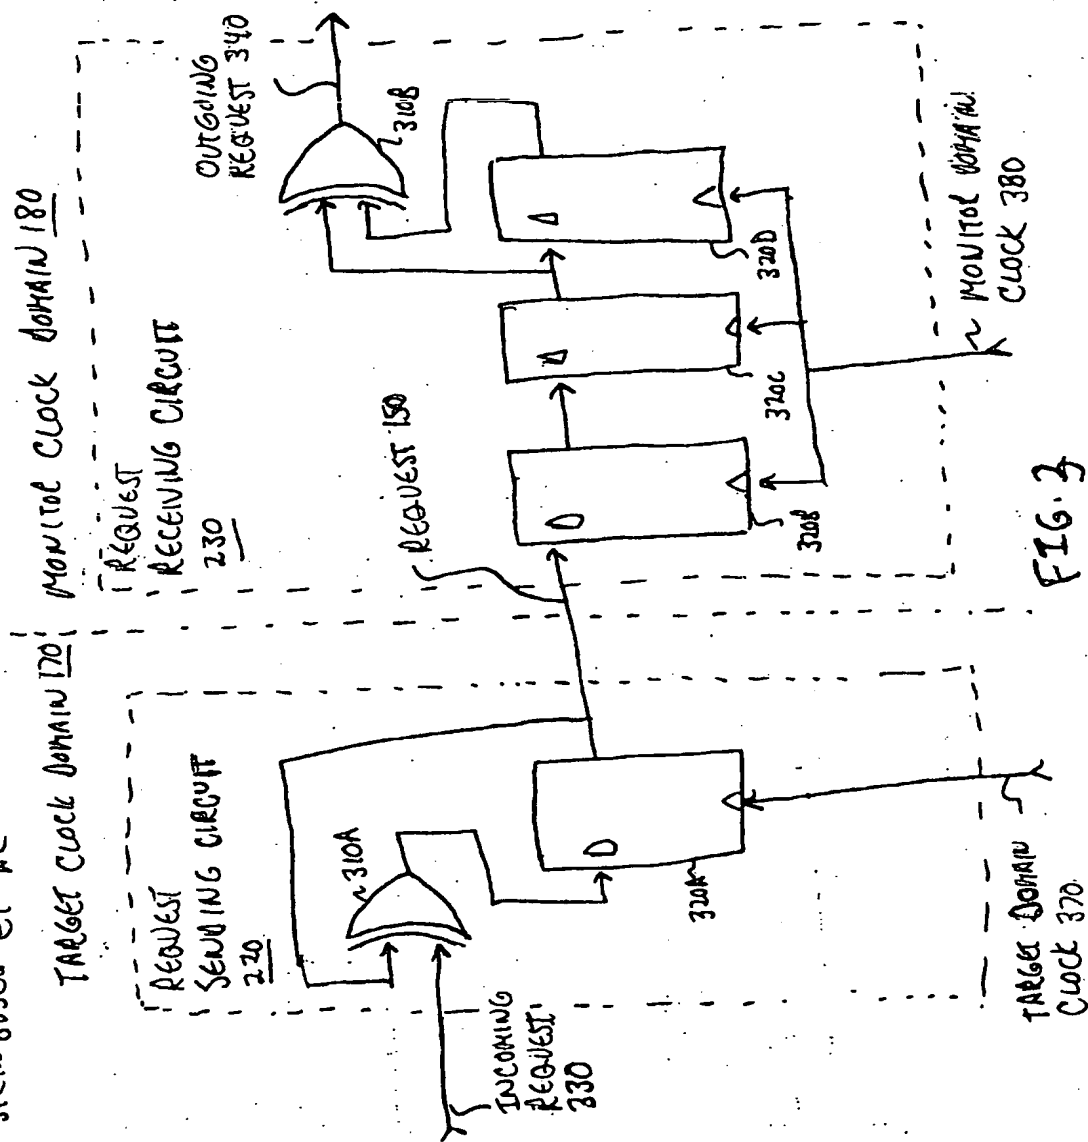 TARGET CLOCK DOMAIN 170
MONITOR CLOCK DOMAIN 180
REQUEST
SENDING CIRCUIT
220
REQUEST
RECEIVING CIRCUIT
230
INCOMING
REQUEST
330
310A
D
320A
REQUEST 150
D
320B
D
320C
D
320D
310B
OUTGOING
REQUEST 340
TARGET DOMAIN
CLOCK 370
MONITOR DOMAIN
CLOCK 380
FIG. 3